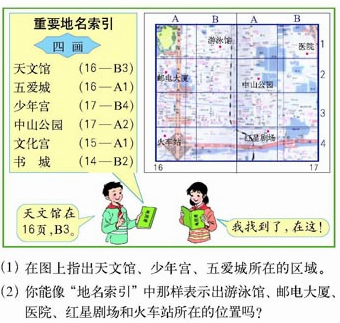 重要地名索引
四画
天文馆 (16—B3)
五爱城 (16—A1)
少年宫 (17—B4)
中山公园 (17—A2)
文化宫 (15—A1)
书城 (14—B2)
A B A B
游泳馆
医院
邮电大厦
中山公园
火车站
红星剧场
1
2
3
4
16 17
天文馆在
16页,B3。
我找到了,在这!
(1) 在图上指出天文馆、少年宫、五爱城所在的区域。
(2) 你能像“地名索引”中那样表示出游泳馆、邮电大厦、
医院、红星剧场和火车站所在的位置吗?